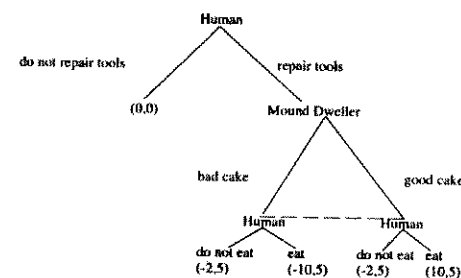 Human
do not repair tools
repair tools
(0,0)
Mound Dweller
bad cake
good cake
Human
Human
do not eat
eat
do not eat
eat
(-2,5)
(-10,5)
(-2,5)
(10,5)